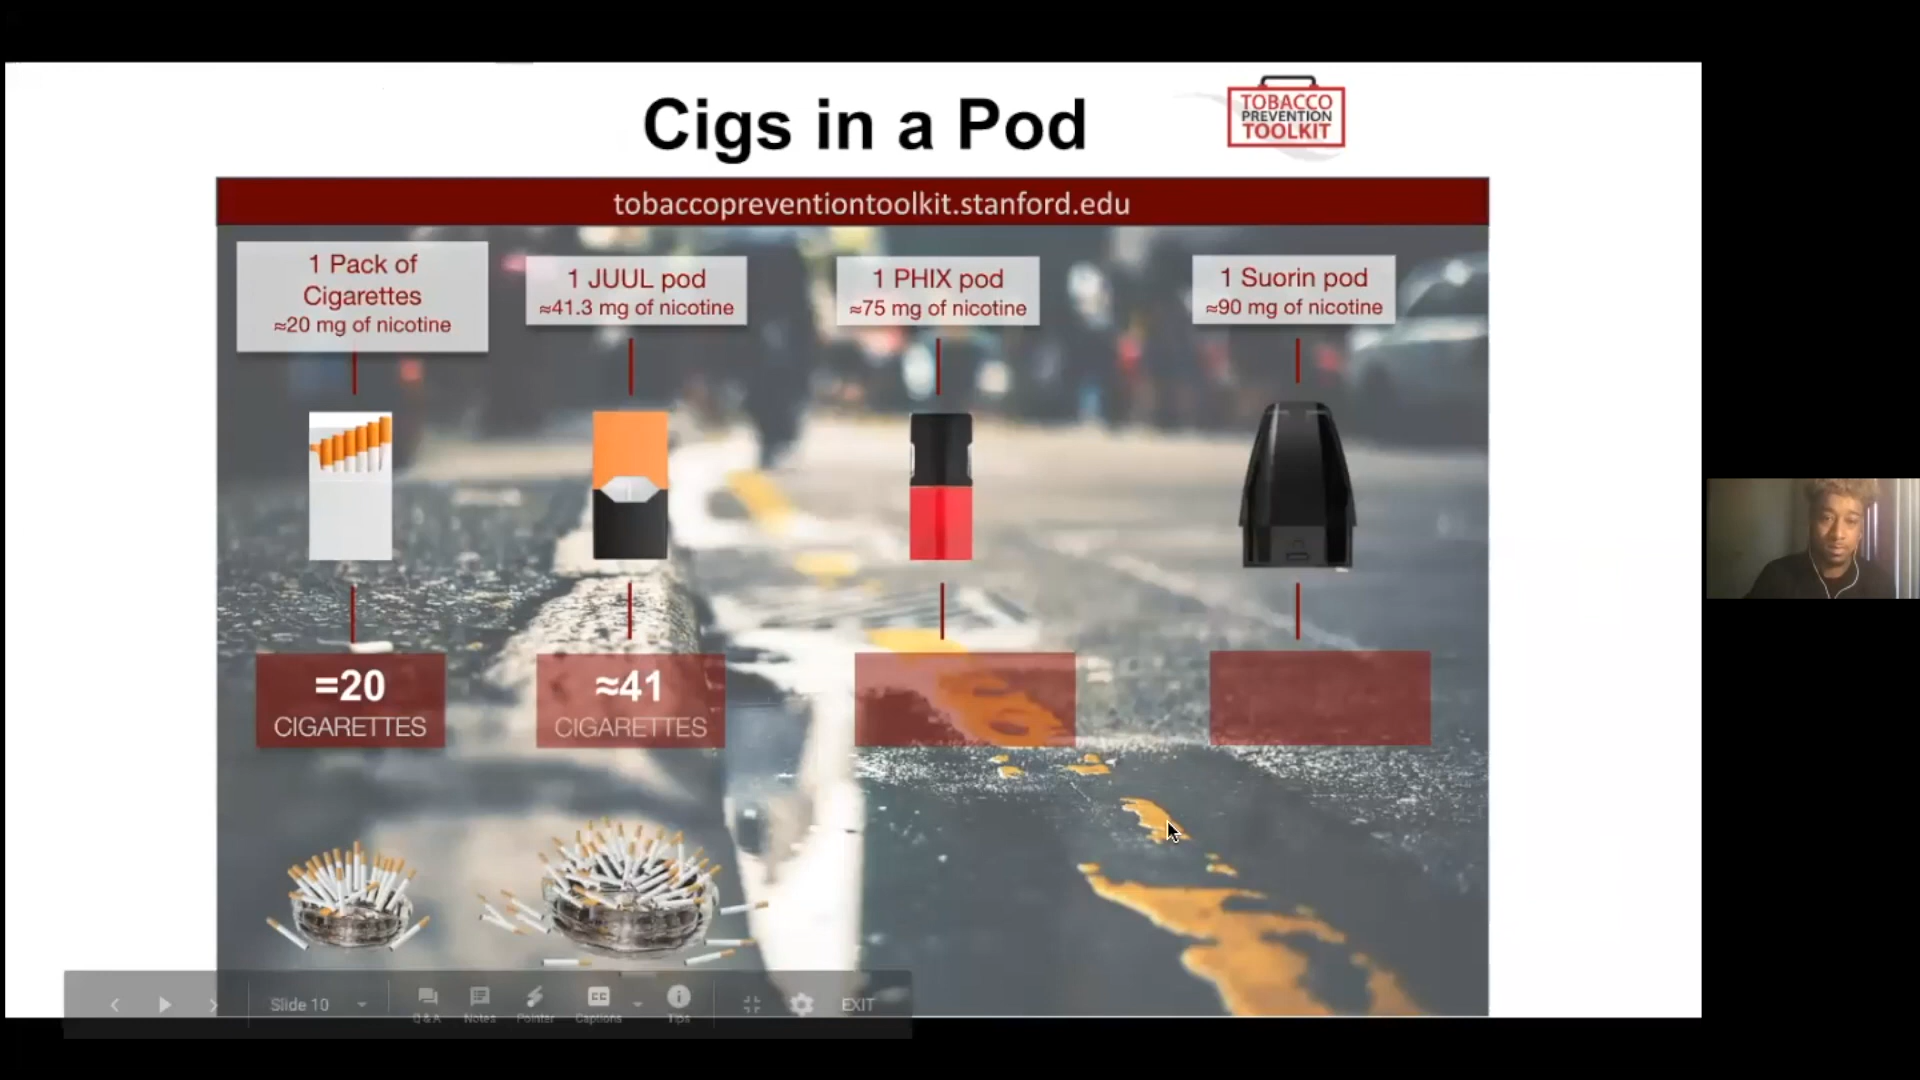 Cigs in a Pod
TOBACCO
PREVENTION
TOOLKIT
tobaccopreventiontoolkit.stanford.edu
1 Pack of
Cigarettes
≈20 mg of nicotine
1 JUUL pod
≈41.3 mg of nicotine
1 PHIX pod
≈75 mg of nicotine
1 Suorin pod
≈90 mg of nicotine
=20
CIGARETTES
≈41
CIGARETTES
Slide 10
Q & A
Notes
Pointer
CC
Captions
Tips
EXIT